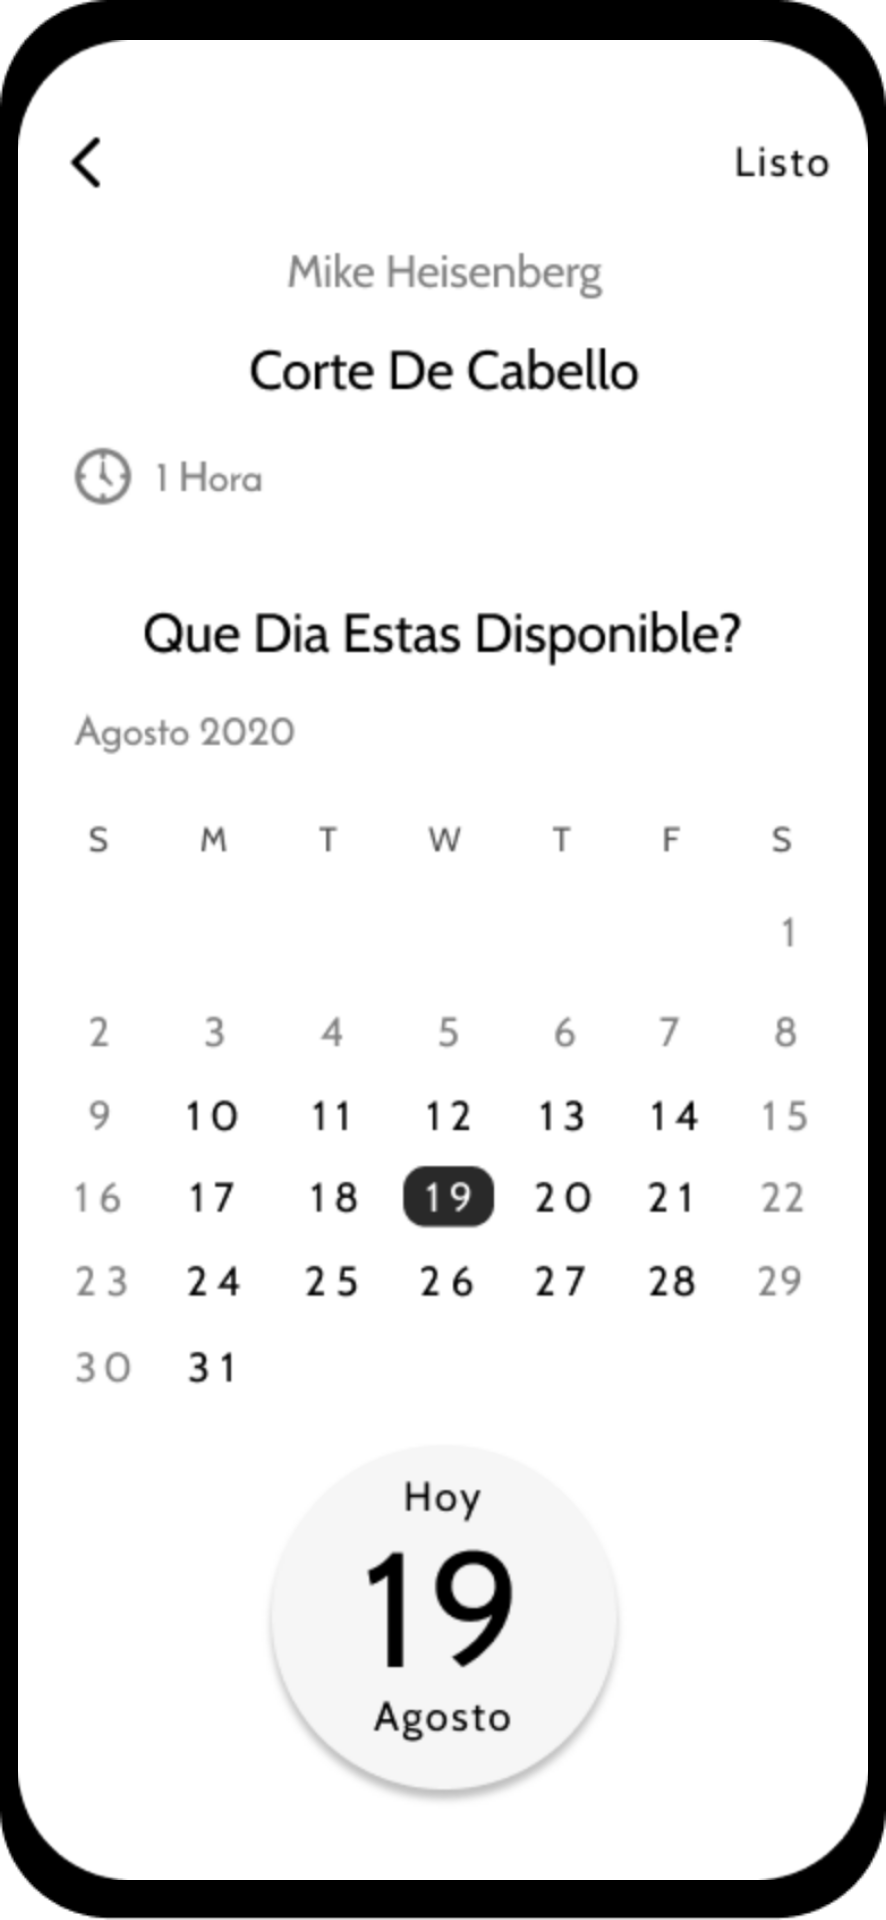 Listo
Mike Heisenberg
Corte De Cabello
1 Hora
Que Dia Estas Disponible?
Agosto 2020
S M T W T F S
1
2 3 4 5 6 7 8
9 10 11 12 13 14 15
16 17 18 19 20 21 22
23 24 25 26 27 28 29
30 31
Hoy
19
Agosto